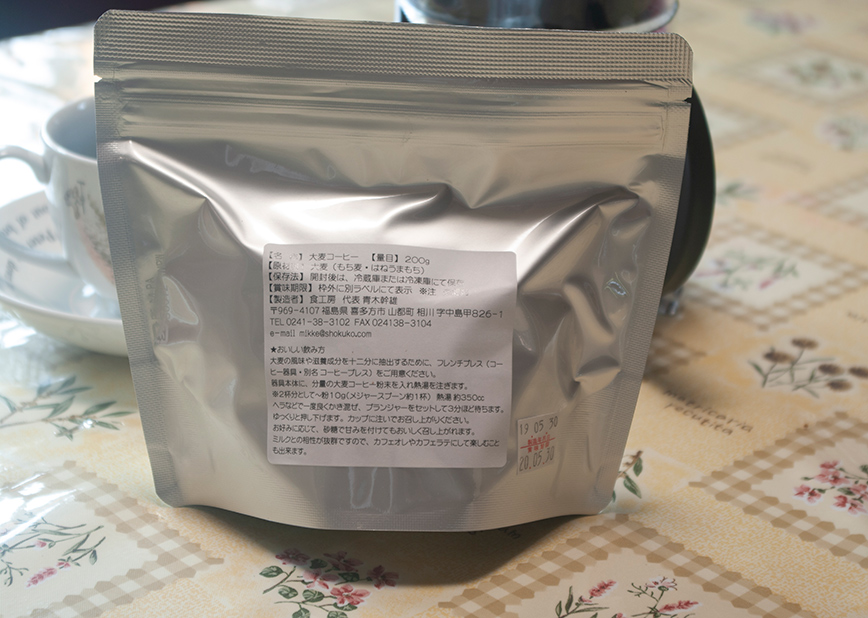 【名 】 大麦コーヒー 【量目】 200g
大麦（もち麦・はねうまもち）
【保存法】 開封後は、冷蔵庫または冷凍庫にて保
【賞味期限】 枠外に別ラベルにて表示 ※注
【製造者】 食工房 代表 青木幹雄
〒969-4107 福島県 喜多方市 山都町 相川 字中島甲826-1
TEL 0241-38-3102 FAX 024138-3104
e-mail mikke@shokuko.com
★おいしい飲み方
大麦の風味や滋養成分を十二分に抽出するために、フレンチプレス（コー
ヒー器具・別名 コーヒープレス）をご用意ください。
器具本体に、分量の大麦コーヒー粉末を入れ熱湯を注ぎます。
※2杯分として〜粉10g(メジャースプーン約1杯） 熱湯 約350cc
ヘラなどで一度良くかき混ぜ、プランジャーをセットして3分ほど待ちます。
ゆっくりと押し下げます。カップに注いでお召し上がりください。
お好みに応じて、砂糖で甘みを付けてもおいしく召し上がれます。
ミルクとの相性が抜群ですので、カフェオレやカフェラテにして楽しむこと
も出来ます。
19.05.30
20.05.30